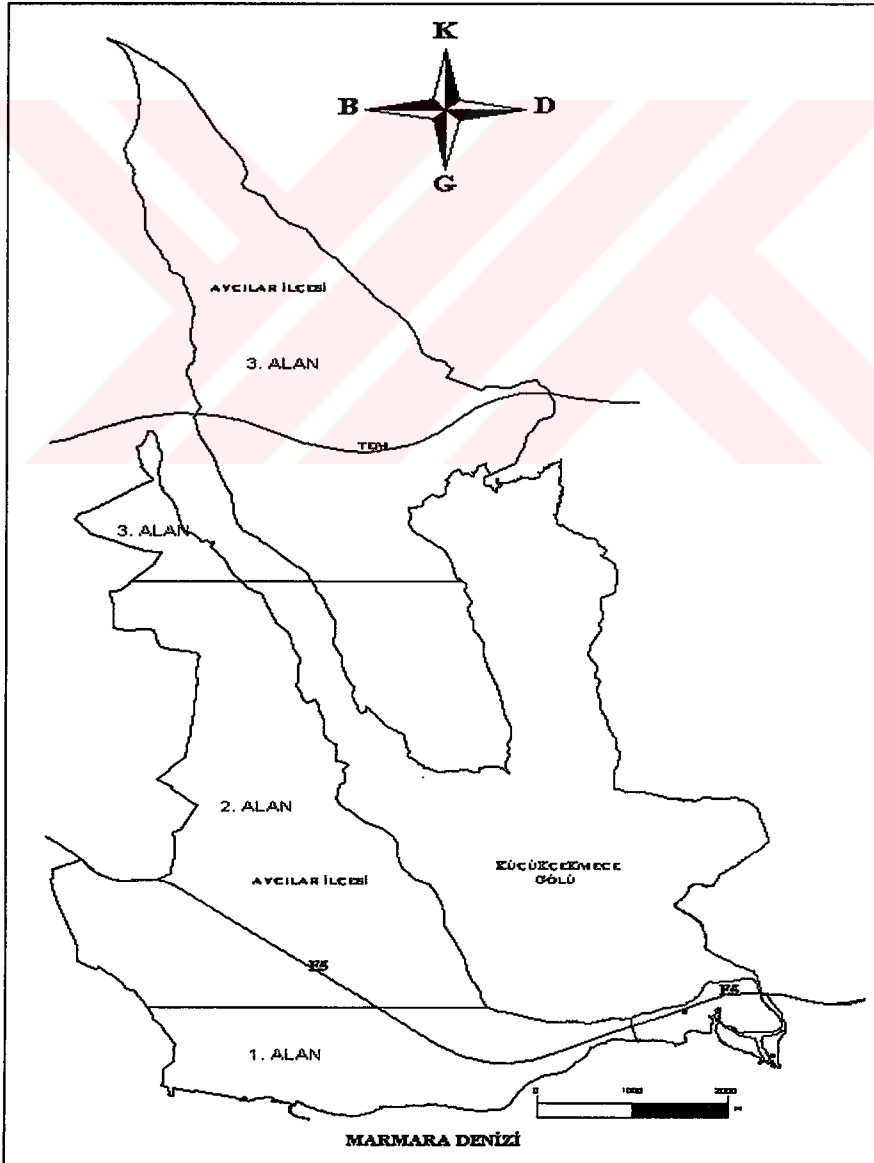 K
B
D
G
AVCILAR İLÇESİ
3. ALAN
TEM
3. ALAN
2. ALAN
AVCILAR İLÇESİ
KÜÇÜKÇEKMECE
GÖLÜ
E5
E5
1. ALAN
0 1000 2000
M
MARMARA DENİZİ